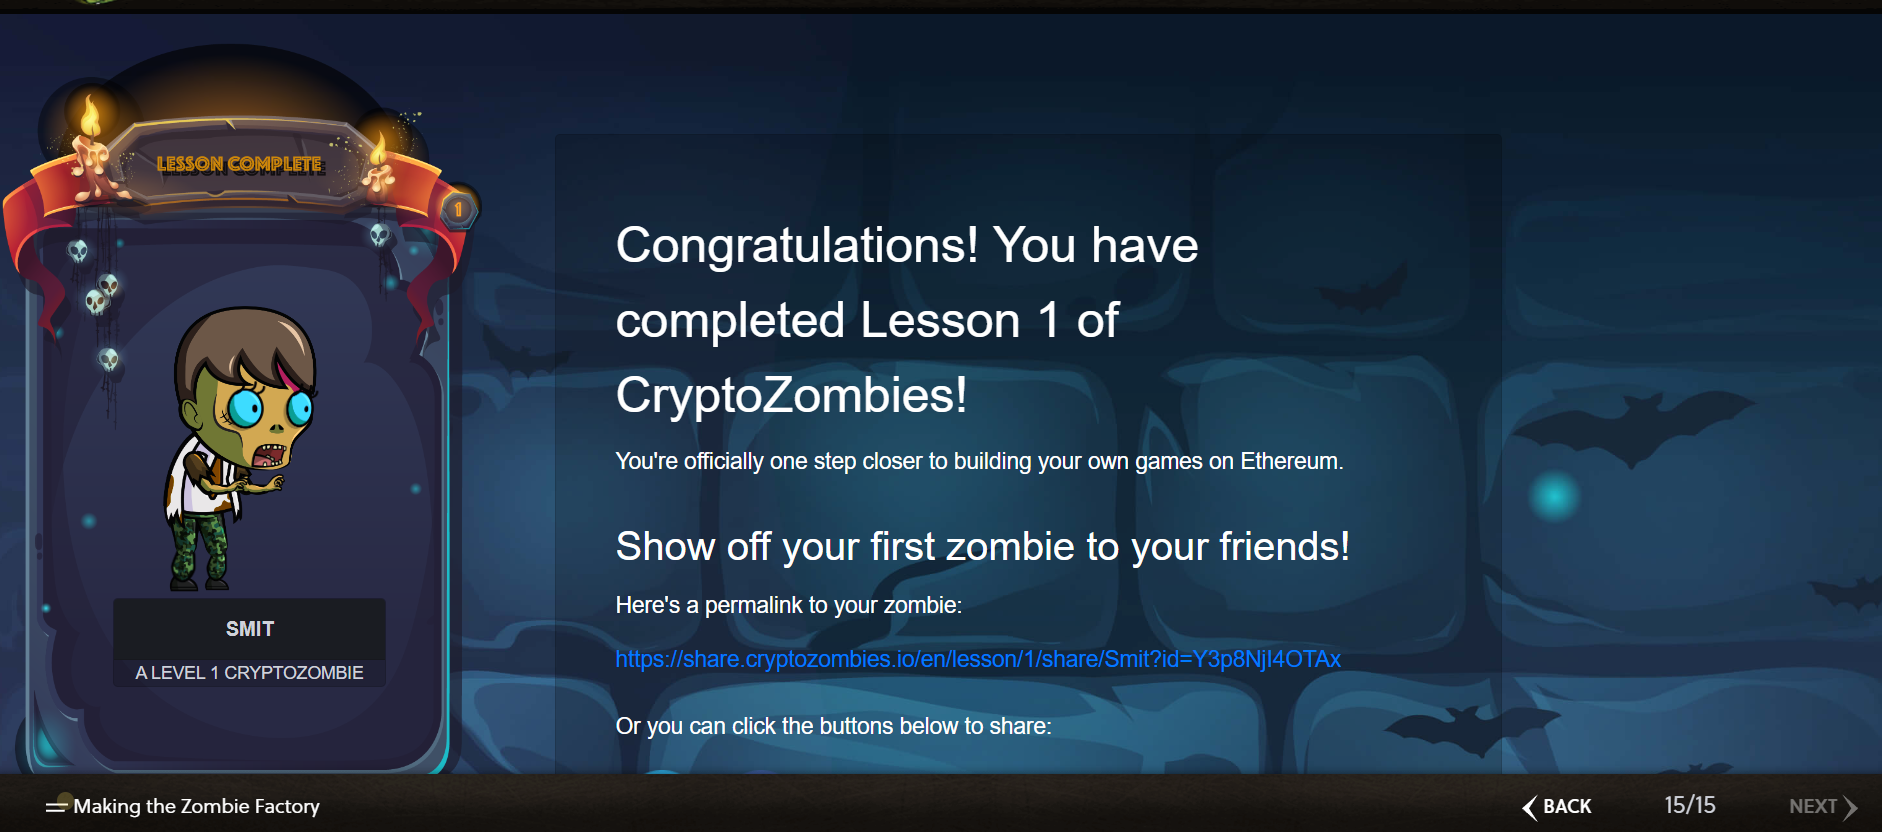 LESSON COMPLETE
1
SMIT
A LEVEL 1 CRYPTOZOMBIE
Congratulations! You have
completed Lesson 1 of
CryptoZombies!
You're officially one step closer to building your own games on Ethereum.
Show off your first zombie to your friends!
Here's a permalink to your zombie:
https://share.cryptozombies.io/en/lesson/1/share/Smit?id=Y3p8NjI4OTAx
Or you can click the buttons below to share:
Making the Zombie Factory
BACK
15/15
NEXT